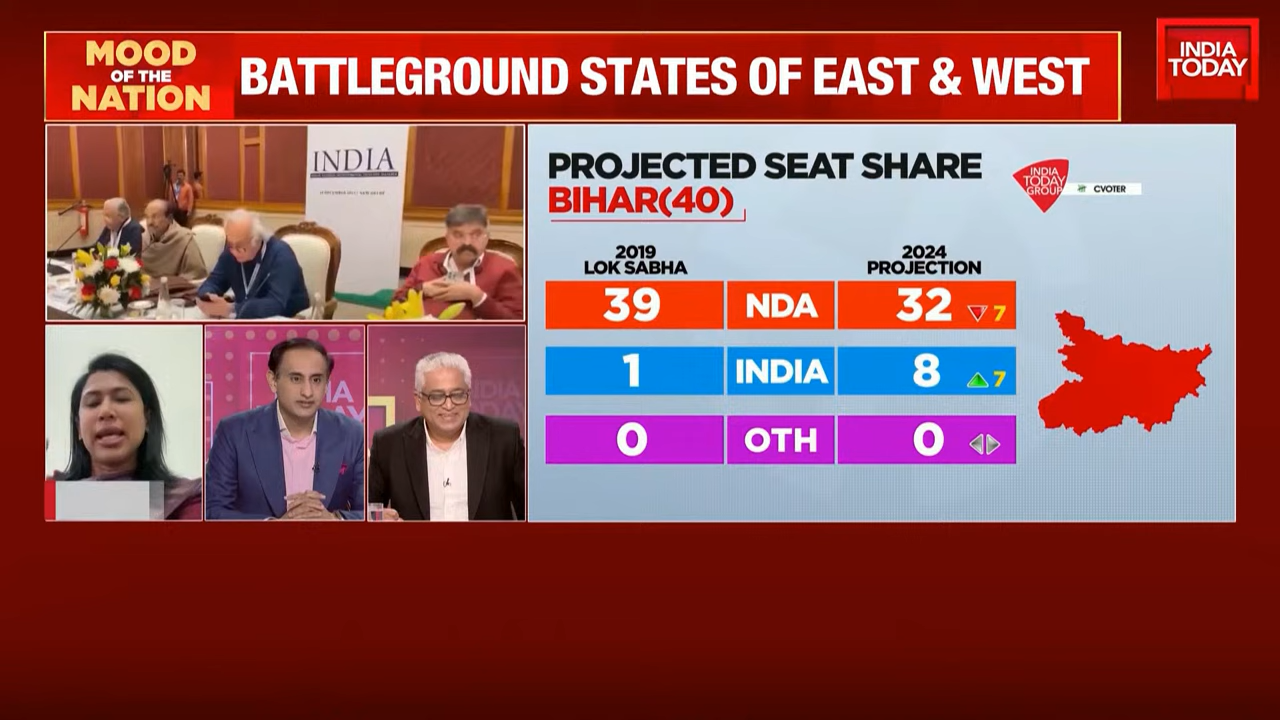 MOOD
OF THE
NATION
BATTLEGROUND STATES OF EAST & WEST
INDIA
TODAY
INDIA
PROJECTED SEAT SHARE
BIHAR(40)
INDIA
TODAY
GROUP
CVOTER
2019
LOK SABHA
2024
PROJECTION
39 NDA 32 7
1 INDIA 8 7
0 OTH 0